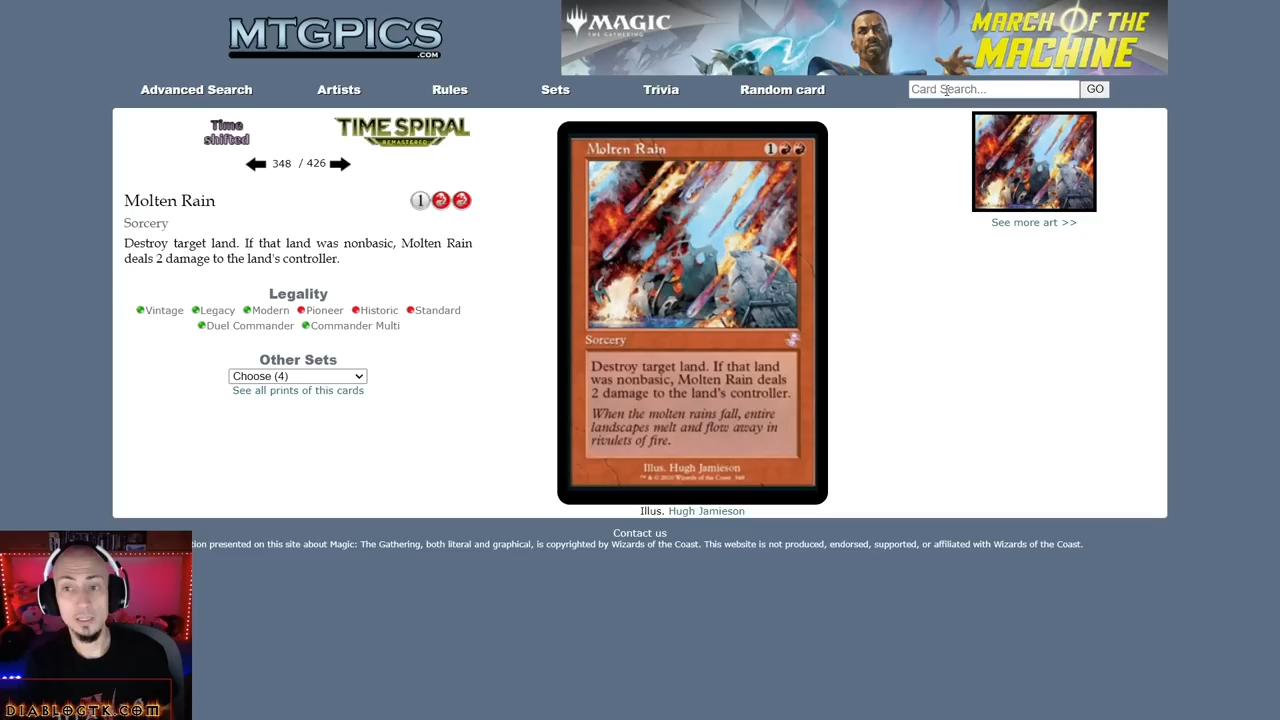 MTGPICS
.COM
MAGIC
THE GATHERING
MARCH OF THE
MACHINE
Advanced Search Artists Rules Sets Trivia Random card Card Search... GO
Time
shifted
TIME SPIRAL
REMASTERED
348 / 426
Molten Rain 1
Sorcery
Destroy target land. If that land was nonbasic, Molten Rain
deals 2 damage to the land's controller.
Legality
Vintage Legacy Modern Pioneer Historic Standard
Duel Commander Commander Multi
Other Sets
Choose (4)
See all prints of this cards
Molten Rain 1
Sorcery
Destroy target land. If that land
was nonbasic, Molten Rain deals
2 damage to the land's controller.
When the molten rains fall, entire
landscapes melt and flow away in
rivulets of fire.
Illus. Hugh Jamieson
Illus. Hugh Jamieson
See more art >>
Contact us
tion presented on this site about Magic: The Gathering, both literal and graphical, is copyrighted by Wizards of the Coast. This website is not produced, endorsed, supported, or affiliated with Wizards of the Coast.
DIABLOGTK.COM